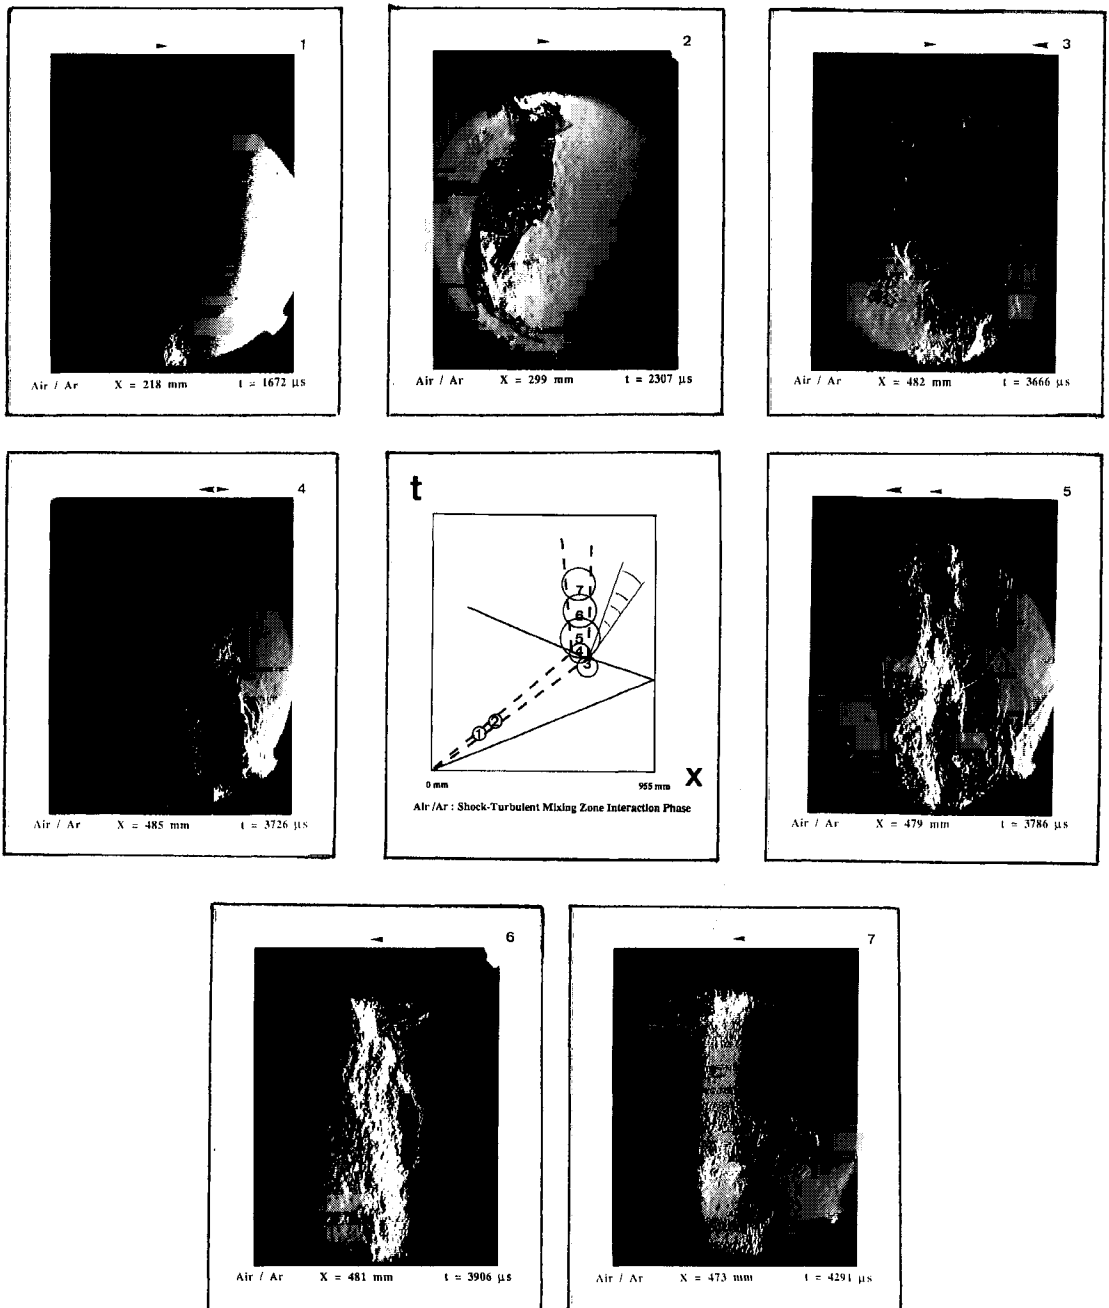 1
Air / Ar X = 218 mm t = 1672 μs
2
Air / Ar X = 299 mm t = 2307 μs
3
Air / Ar X = 482 mm t = 3666 μs
4
Air / Ar X = 485 mm t = 3726 μs
t
7
6
5
4
3
2
1
0 mm
955 mm
X
Air /Ar : Shock-Turbulent Mixing Zone Interaction Phase
5
Air / Ar X = 479 mm t = 3786 μs
6
Air / Ar X = 481 mm t = 3906 μs
7
Air / Ar X = 473 mm t = 4291 μs